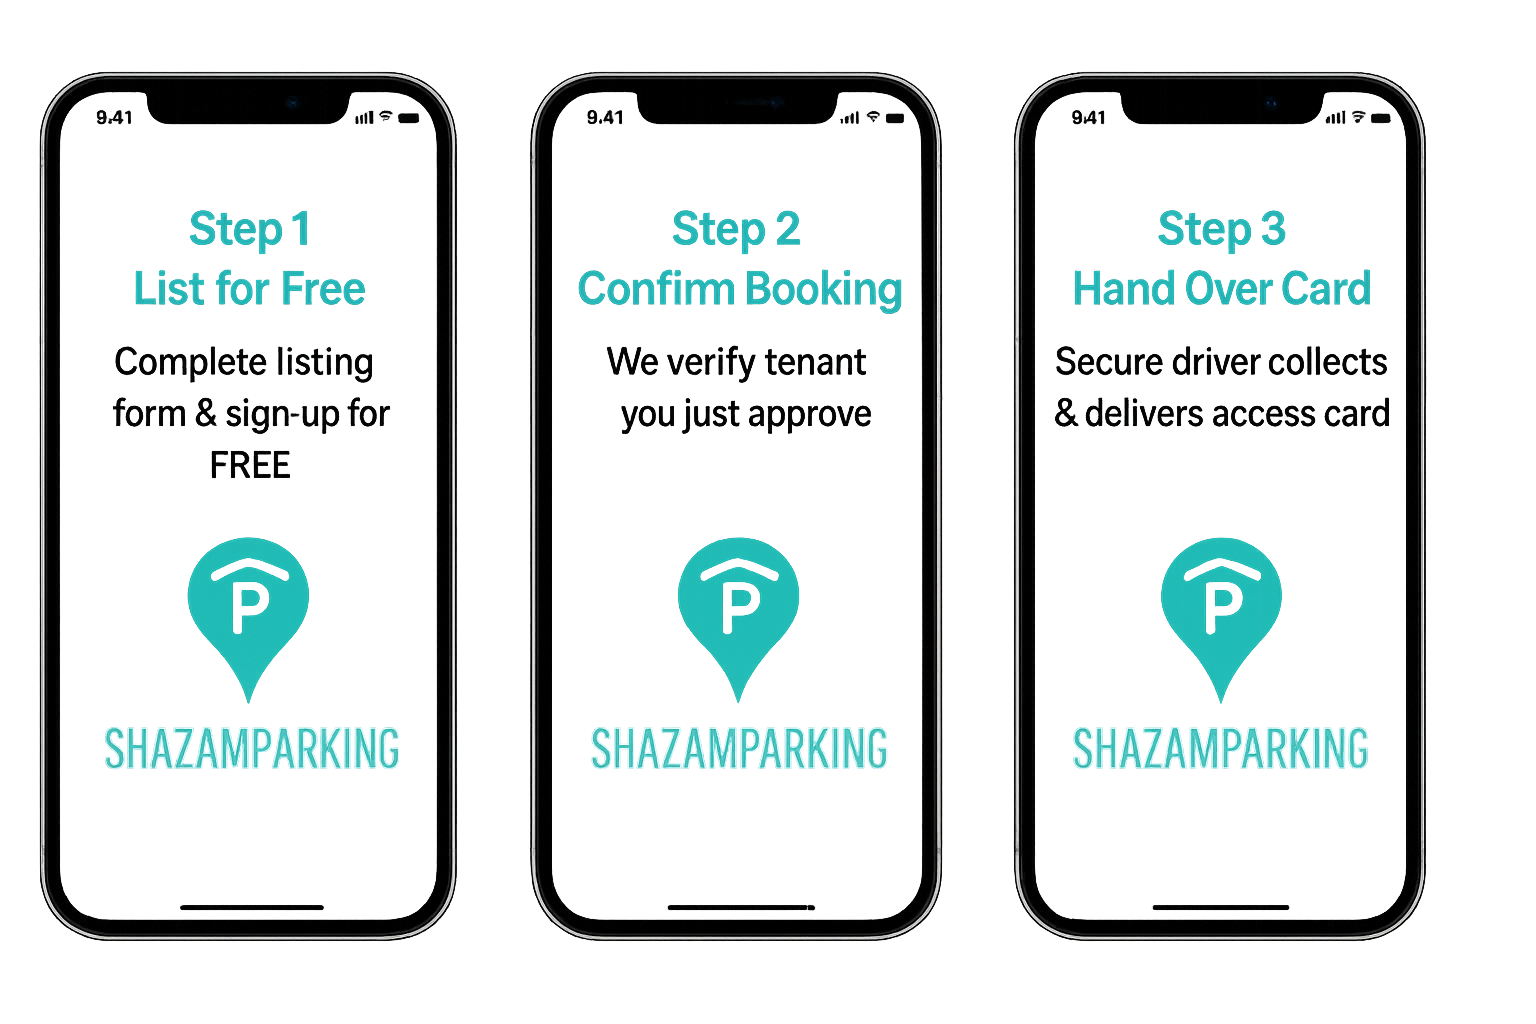 9.41
Step 1
List for Free
Complete listing
form & sign-up for
FREE
P
SHAZAMPARKING
9.41
Step 2
Confirm Booking
We verify tenant
you just approve
P
SHAZAMPARKING
9.41
Step 3
Hand Over Card
Secure driver collects
& delivers access card
P
SHAZAMPARKING